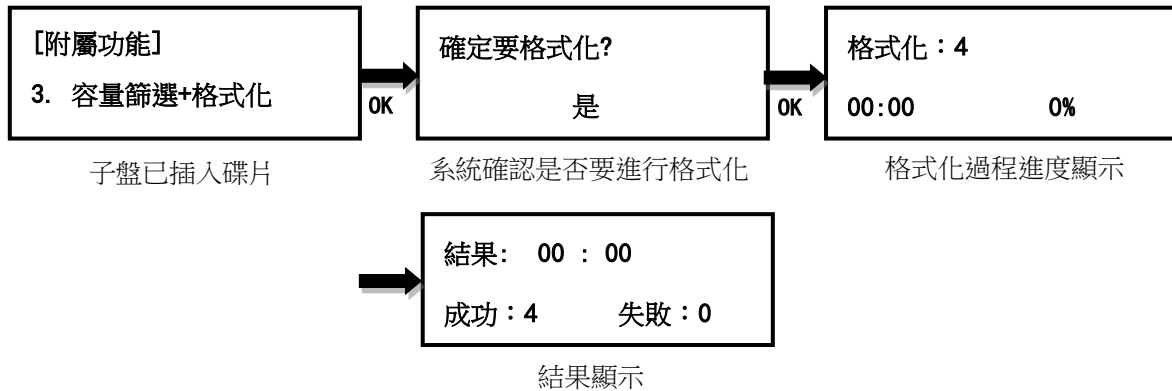 [附屬功能]
3. 容量篩選+格式化
OK
確定要格式化?
是
OK
格式化：4
00:00 0%
子盤已插入碟片
系統確認是否要進行格式化
格式化過程進度顯示
結果: 00 : 00
成功：4 失敗：0
結果顯示